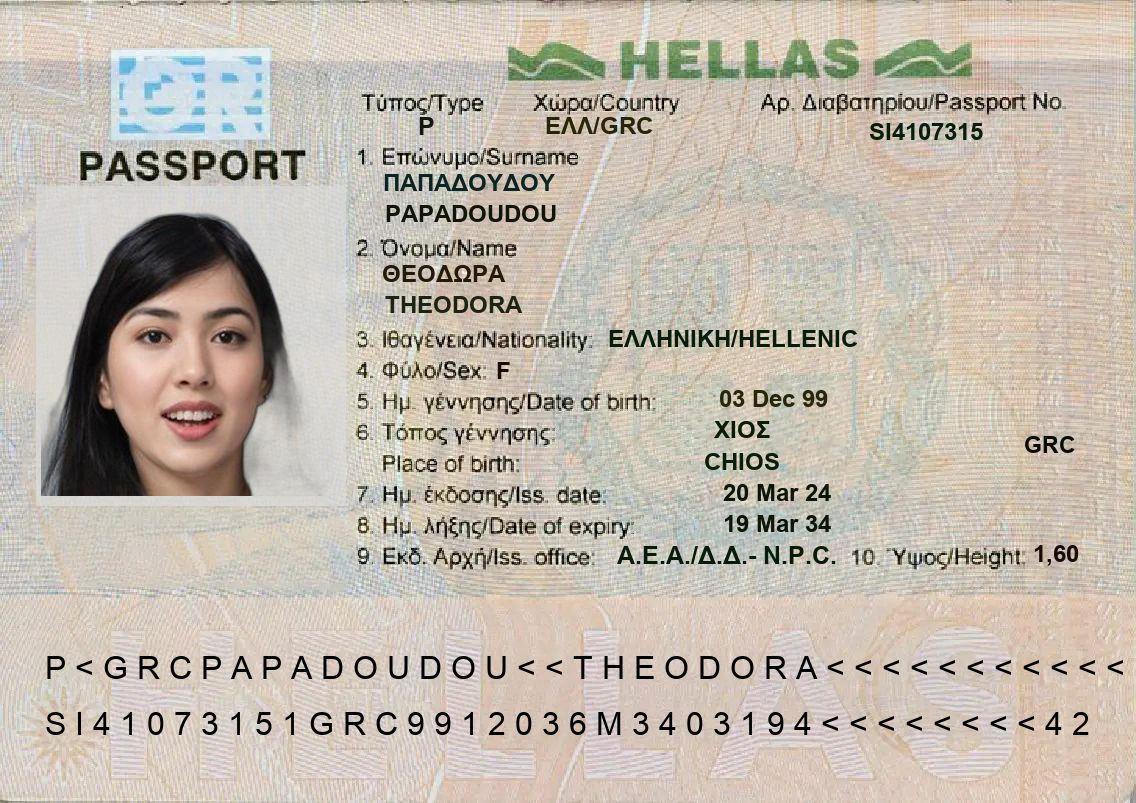 GR
HELLAS
PASSPORT
Τύπος/Type Χώρα/Country Αρ. Διαβατηρίου/Passport No.
P ΕΛΛ/GRC SI4107315
1. Επώνυμο/Surname
ΠΑΠΑΔΟΥΔΟΥ
PAPADOUDOU
2. Όνομα/Name
ΘΕΟΔΩΡΑ
THEODORA
3. Ιθαγένεια/Nationality: ΕΛΛΗΝΙΚΗ/HELLENIC
4. Φύλο/Sex: F
5. Ημ. γέννησης/Date of birth: 03 Dec 99
6. Τόπος γέννησης: ΧΙΟΣ
Place of birth: CHIOS GRC
7. Ημ. έκδοσης/Iss. date: 20 Mar 24
8. Ημ. λήξης/Date of expiry: 19 Mar 34
9 Εκδ. Αρχή/Iss. office: Α.Ε.Α./Δ.Δ.- N.P.C. 10. Ύψος/Height: 1,60
HELLAS
P<GRCPAPADOUDOU<<THEODORA<<<<<<<<<<<
SI41073151GRC9912036M3403194<<<<<<<<42